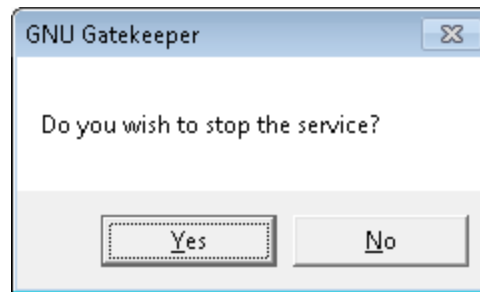 GNU Gatekeeper
Do you wish to stop the service?
Yes
No